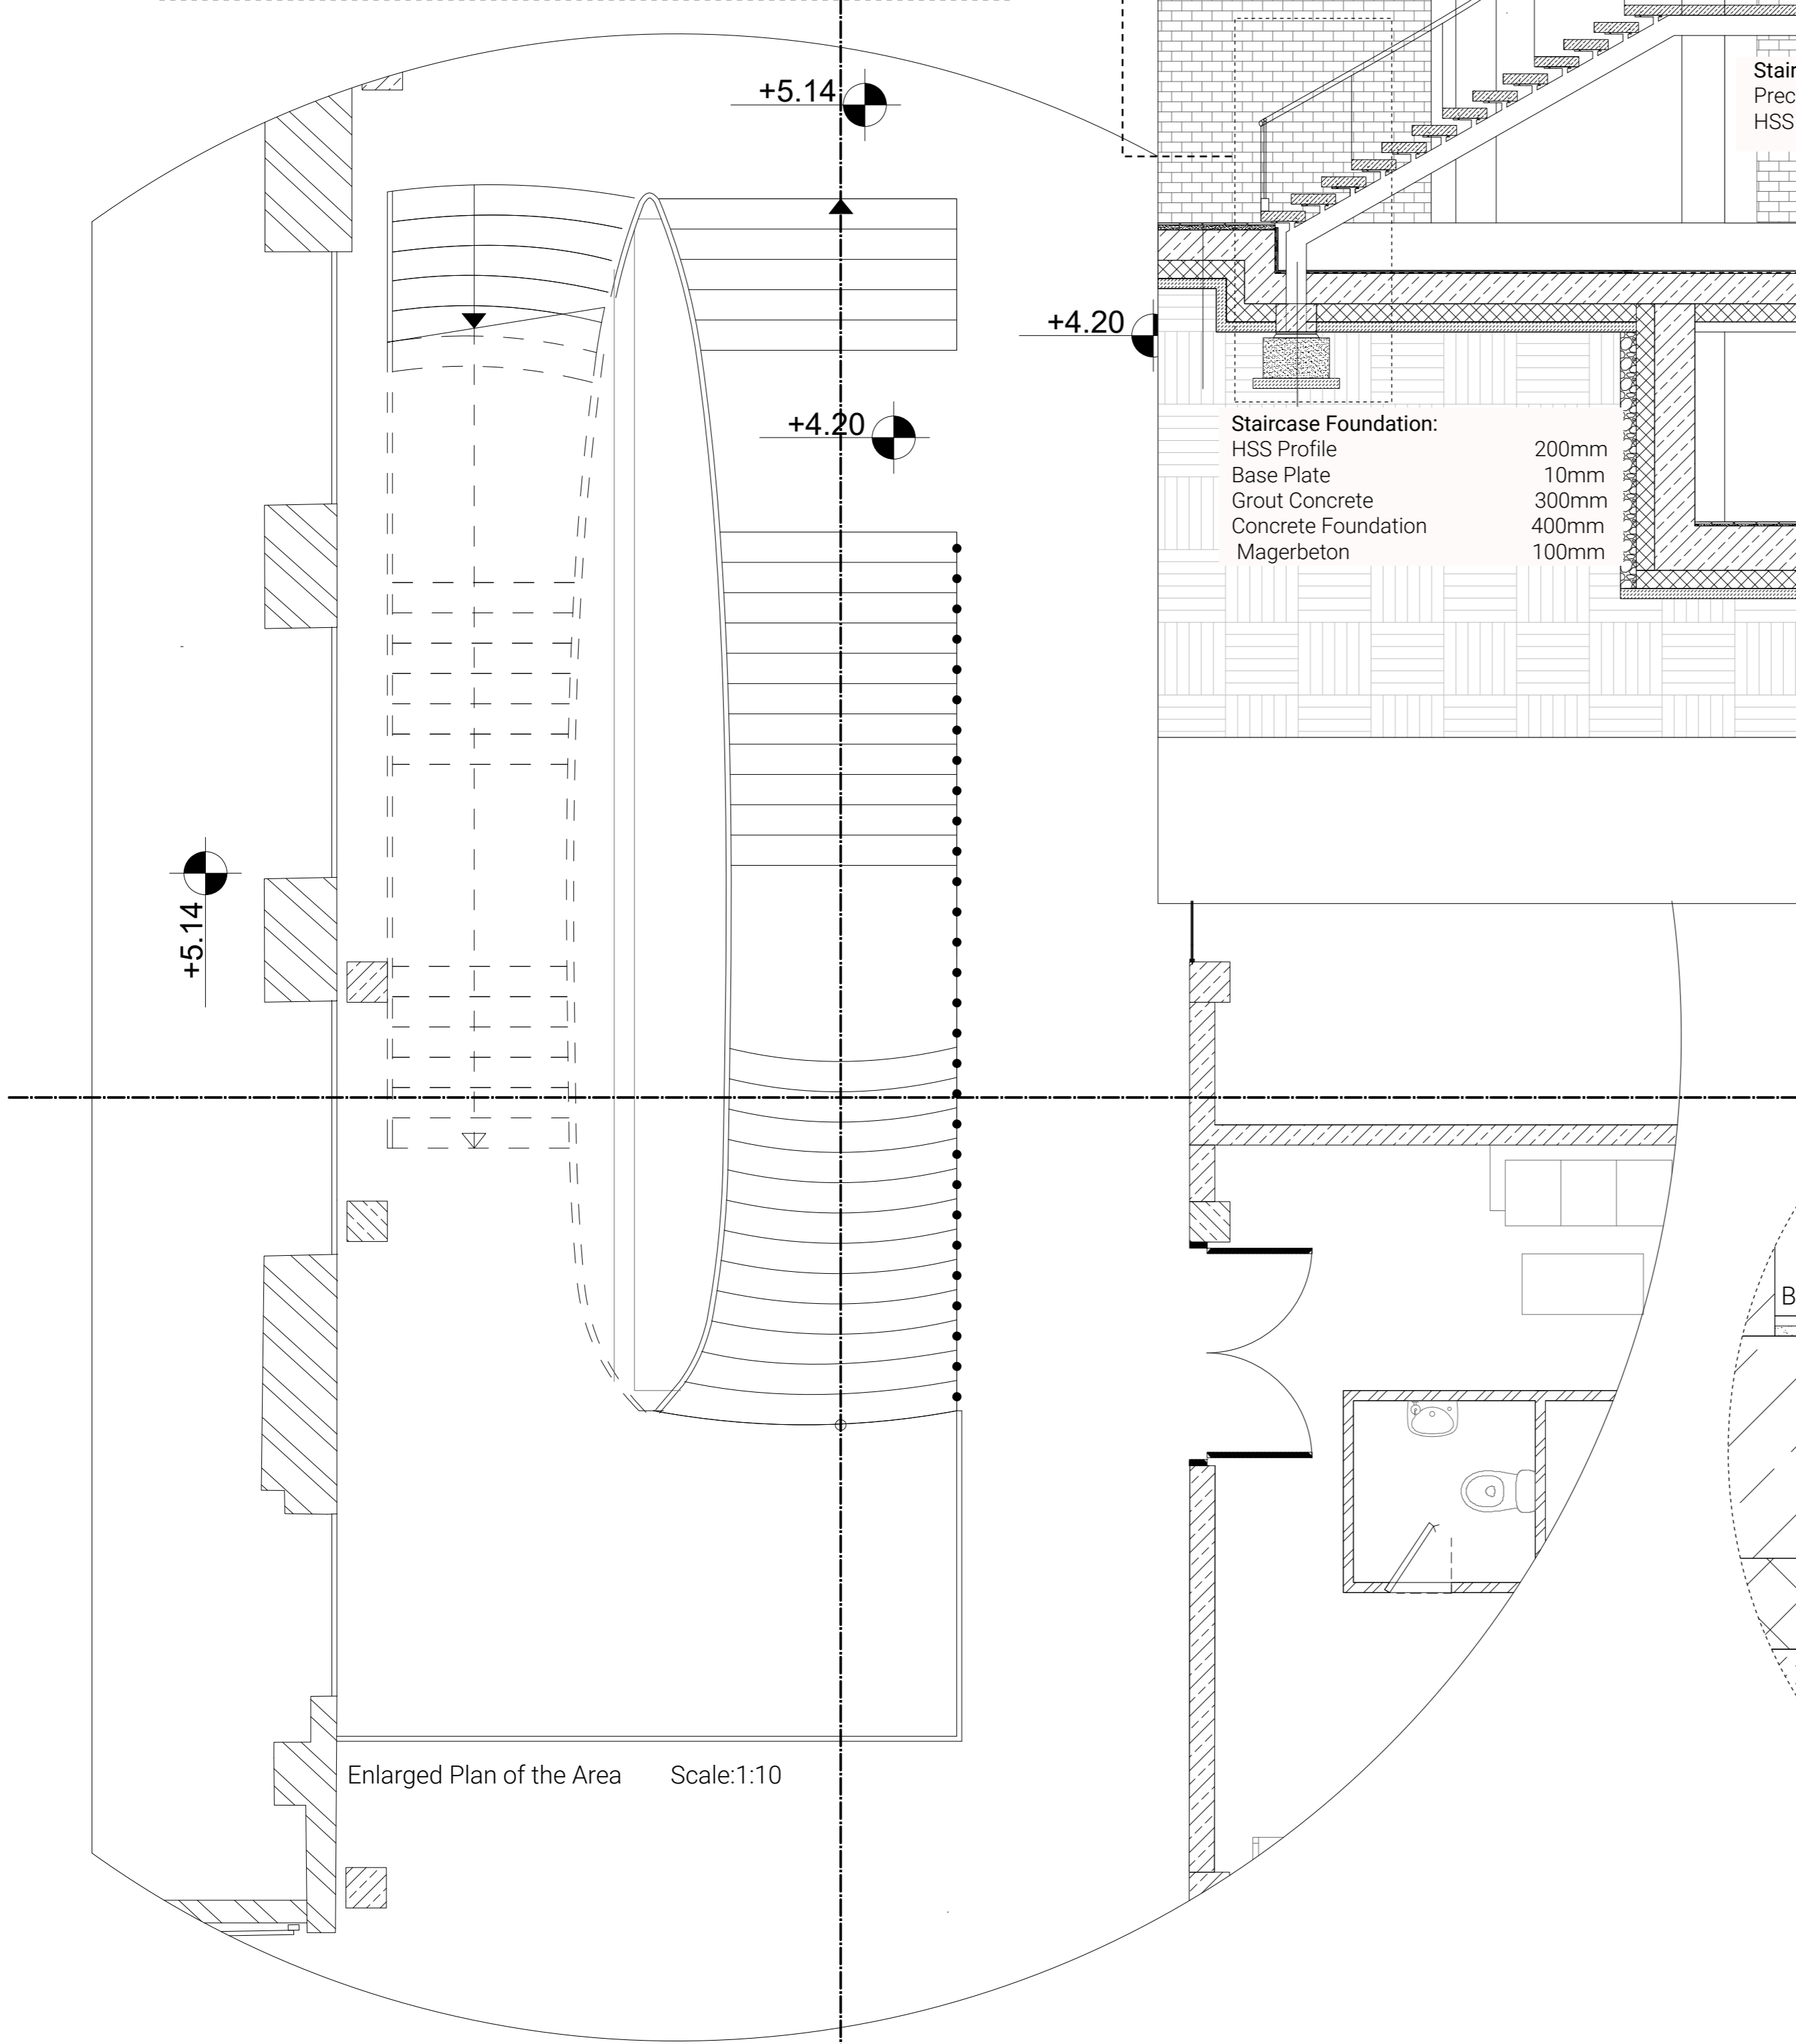 +5.14
Stair
Prec
HSS
+4.20
+4.20
Staircase Foundation:
HSS Profile 200mm
Base Plate 10mm
Grout Concrete 300mm
Concrete Foundation 400mm
Magerbeton 100mm
+5.14
B
Enlarged Plan of the Area Scale:1:10